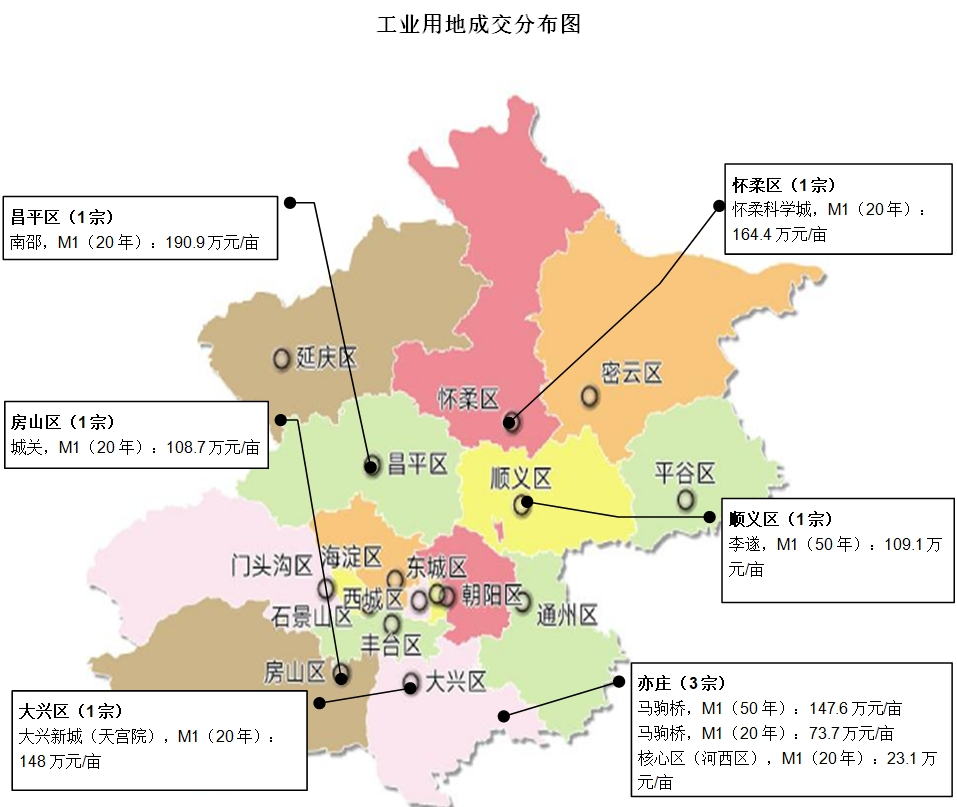 工业用地成交分布图
怀柔区（1宗）
怀柔科学城，M1（20年）：
164.4万元/亩
昌平区（1宗）
南邵，M1（20年）：190.9万元/亩
延庆区
密云区
怀柔区
房山区（1宗）
城关，M1（20年）：108.7万元/亩
昌平区
顺义区
平谷区
顺义区（1宗）
李遂，M1（50年）：109.1万
元/亩
门头沟区
海淀区
东城区
西城区
朝阳区
石景山区
通州区
丰台区
房山区
大兴区
亦庄（3宗）
马驹桥，M1（50年）：147.6万元/亩
马驹桥，M1（20年）：73.7万元/亩
核心区（河西区），M1（20年）：23.1万
元/亩
大兴区（1宗）
大兴新城（天宫院），M1（20年）：
148万元/亩